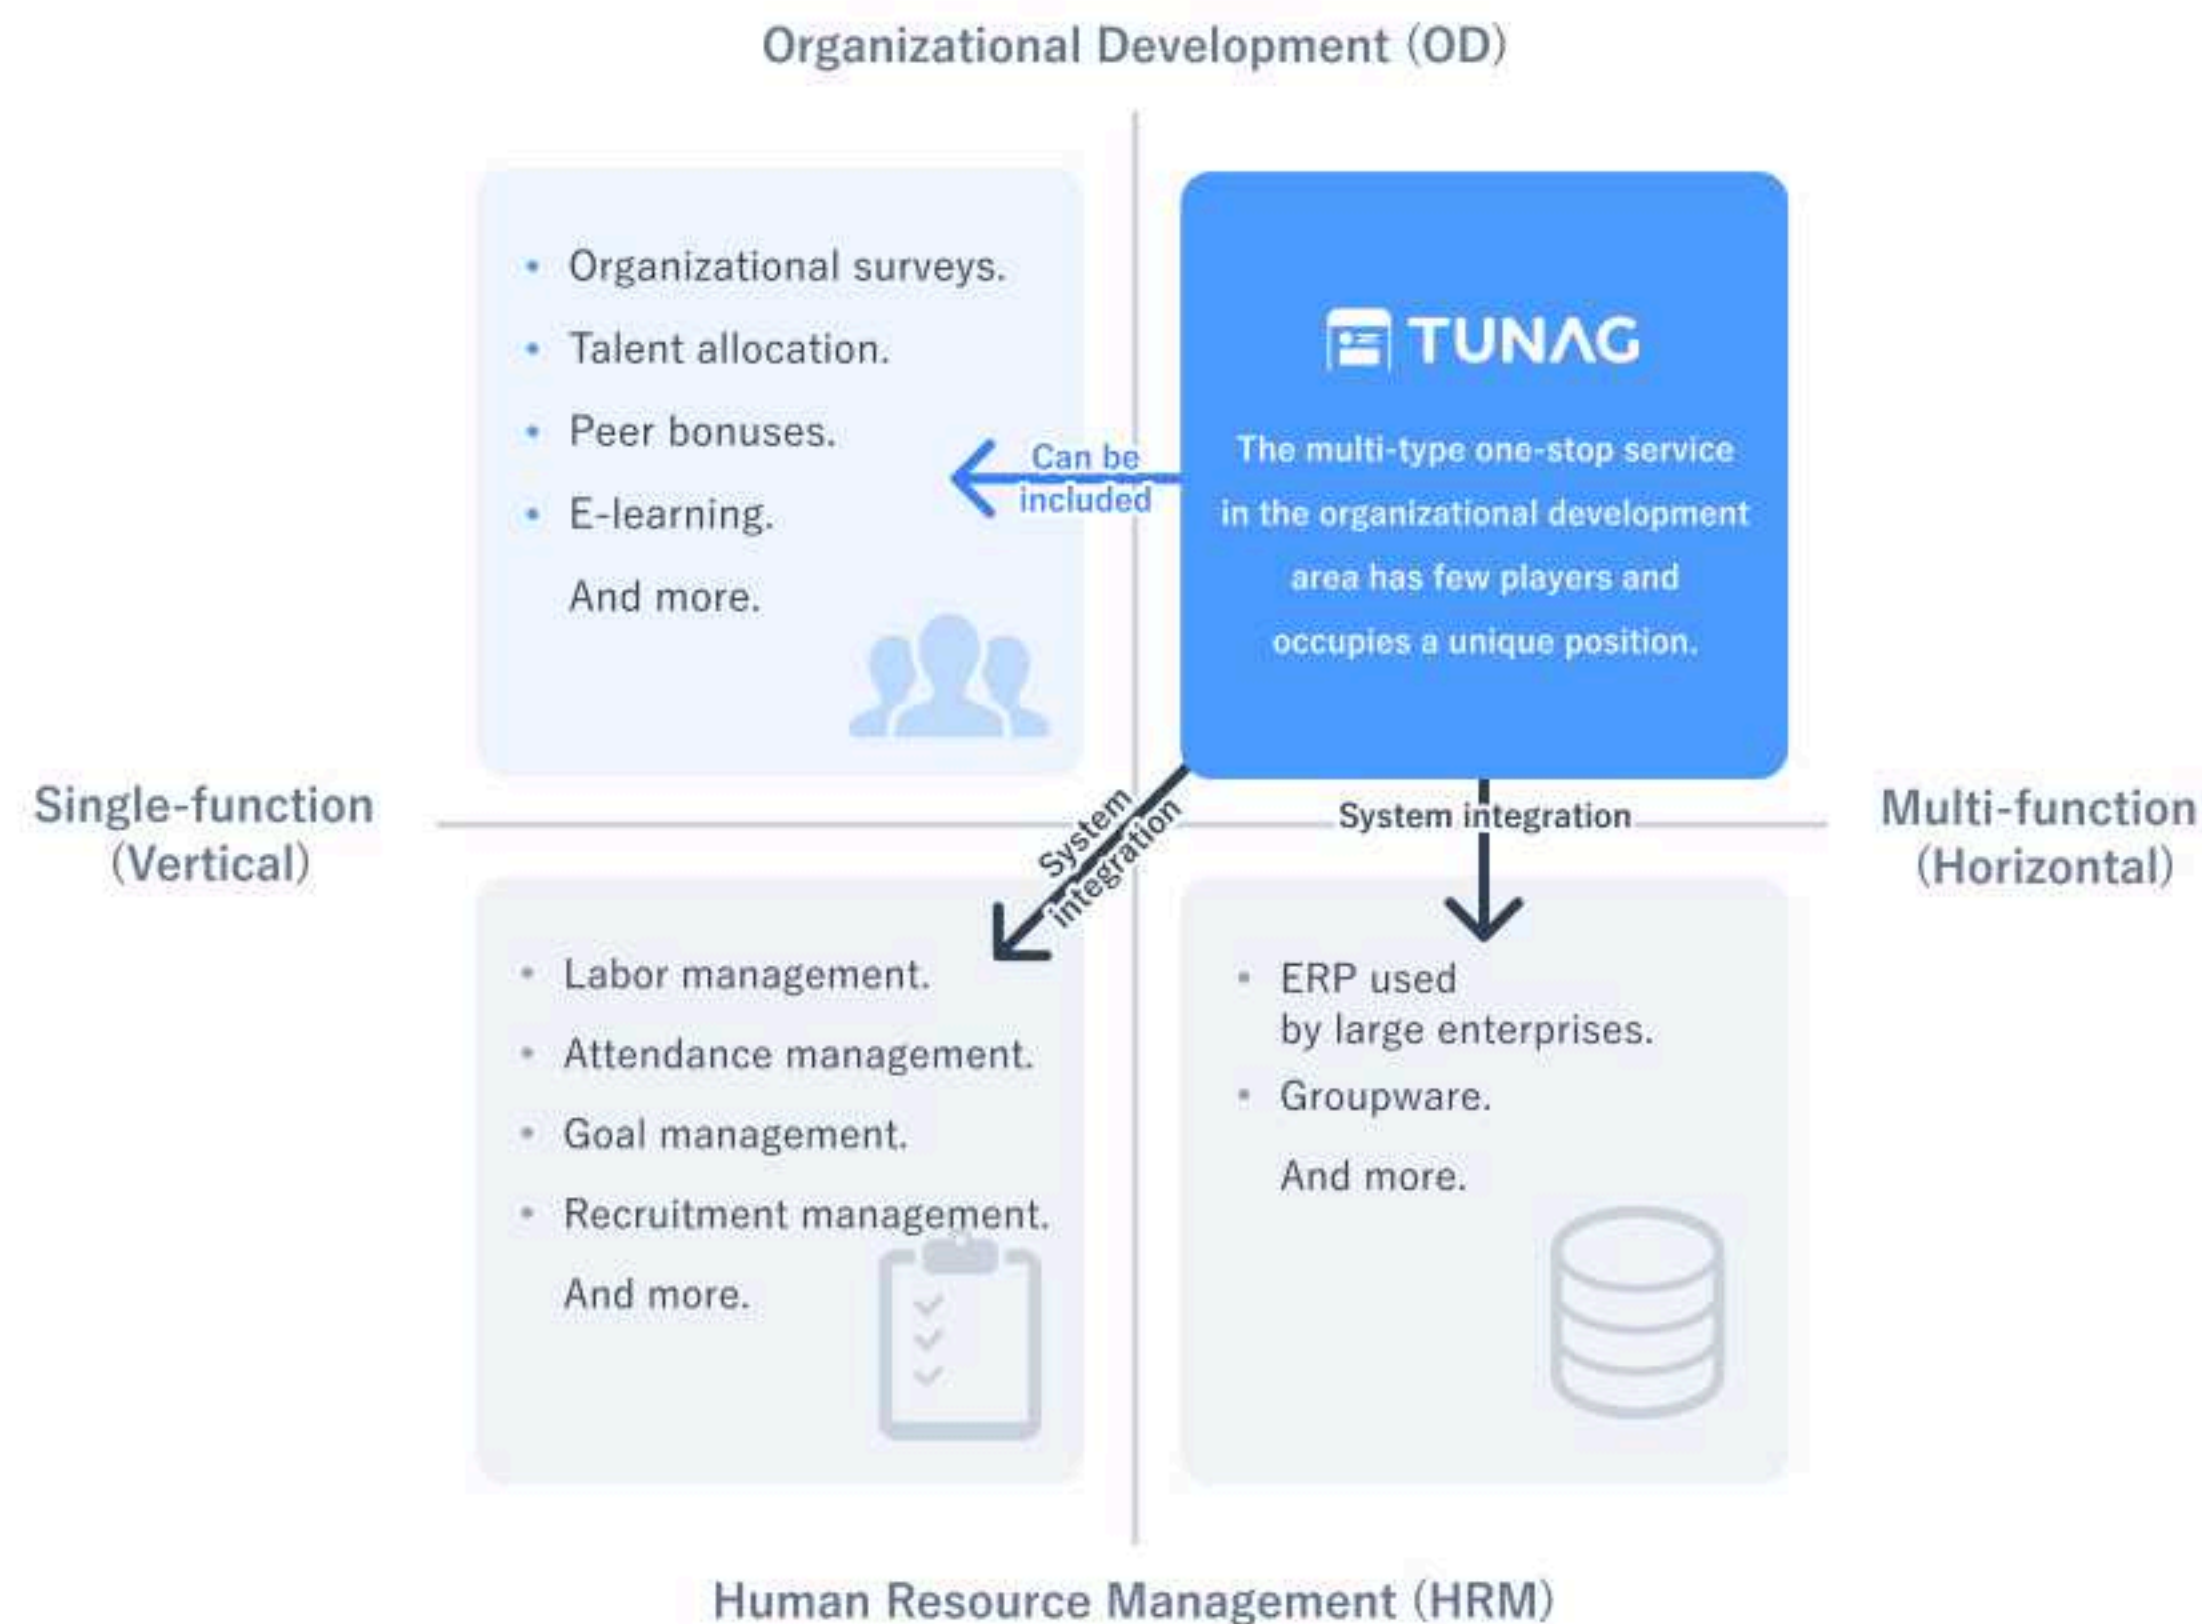 Organizational Development (OD)
• Organizational surveys.
• Talent allocation.
• Peer bonuses.
• E-learning.
And more.
Can be
included
TUNAG
The multi-type one-stop service
in the organizational development
area has few players and
occupies a unique position.
Single-function
(Vertical)
System
integration
System integration
Multi-function
(Horizontal)
• Labor management.
• Attendance management.
• Goal management.
• Recruitment management.
And more.
• ERP used
by large enterprises.
• Groupware.
And more.
Human Resource Management (HRM)